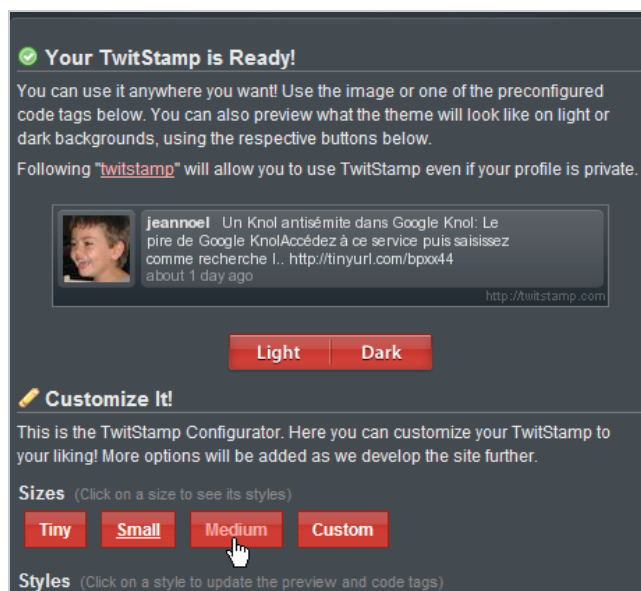 Your TwitStamp is Ready!
You can use it anywhere you want! Use the image or one of the preconfigured
code tags below. You can also preview what the theme will look like on light or
dark backgrounds, using the respective buttons below.
Following "twitstamp" will allow you to use TwitStamp even if your profile is private.
jeannoel Un Knol antisémite dans Google Knol: Le
pire de Google KnolAccédez à ce service puis saisissez
comme recherche l.. http://tinyurl.com/bpxx44
about 1 day ago
http://twitstamp.com
Light Dark
Customize It!
This is the TwitStamp Configurator. Here you can customize your TwitStamp to
your liking! More options will be added as we develop the site further.
Sizes (Click on a size to see its styles)
Tiny Small Medium Custom
Styles (Click on a style to update the preview and code tags)